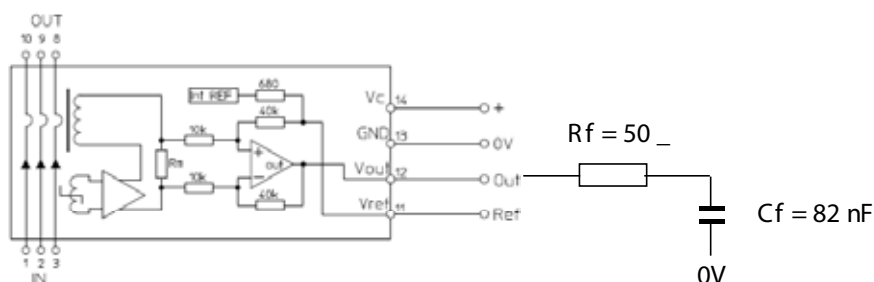 OUT
10 9 8
Int REF
680
40k
10k
Rm
out
10k
40k
Vc 14 +
GND 13 0V
Vout 12 Out
Vref 11 Ref
Rf = 50 _
Cf = 82 nF
0V
1 2 3
IN